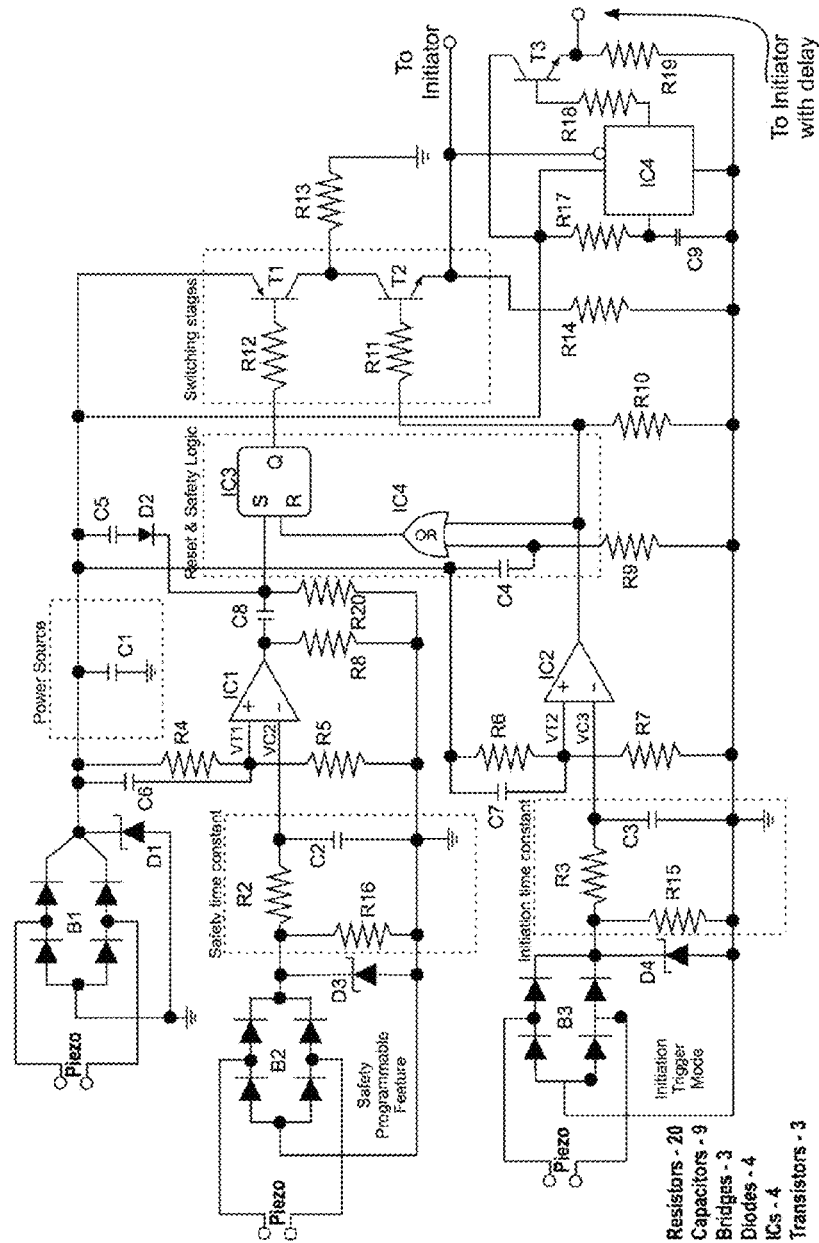 Piezo
B1
D1
Power Source
C1
C5
D2
C6
R4
VT1
VC2
R5
IC1
+
−
C8
R8
R20
Safety time constant
R2
C2
R16
D3
B2
Piezo
Safety
Programmable
Feature
Reset & Safety Logic
IC3
S
R
Q
IC4
OR
C4
R9
R10
Switching stages
R12
T1
R11
T2
R13
R14
To
Initiator
T3
R18
R19
IC4
R17
C9
To Initiator
with delay
C7
R6
VT2
VC3
R7
IC2
+
−
Initiation time constant
R3
C3
R15
D4
B3
Piezo
Initiation
Trigger
Mode
Resistors - 20
Capacitors - 9
Bridges - 3
Diodes - 4
ICs - 4
Transistors - 3